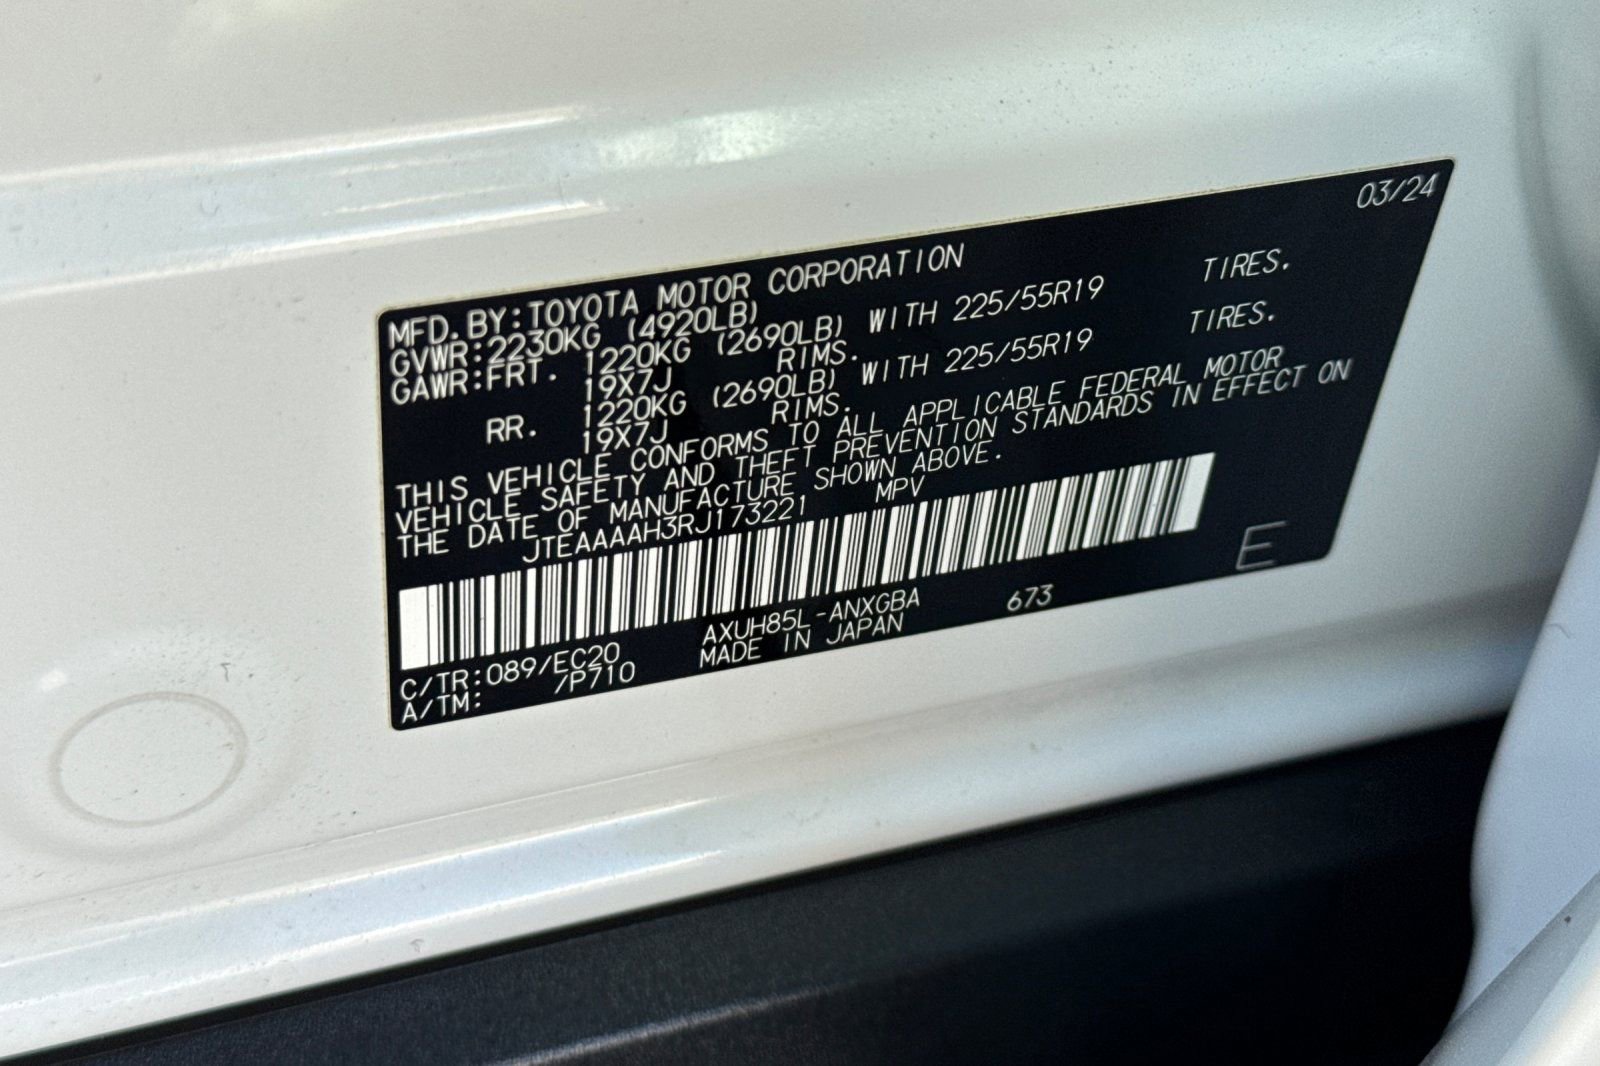 03/24
MFD.BY:TOYOTA MOTOR CORPORATION
GVWR:2230KG (4920LB)
GAWR:FRT. 1220KG (2690LB) WITH 225/55R19 TIRES.
19X7J RIMS.
RR. 1220KG (2690LB) WITH 225/55R19 TIRES.
19X7J RIMS.
THIS VEHICLE CONFORMS TO ALL APPLICABLE FEDERAL MOTOR
VEHICLE SAFETY AND THEFT PREVENTION STANDARDS IN EFFECT ON
THE DATE OF MANUFACTURE SHOWN ABOVE.
JTEAAAAH3RJ173221 MPV
E
C/TR:089/EC20 AXUH85L-ANXGBA 673
A/TM: /P710 MADE IN JAPAN